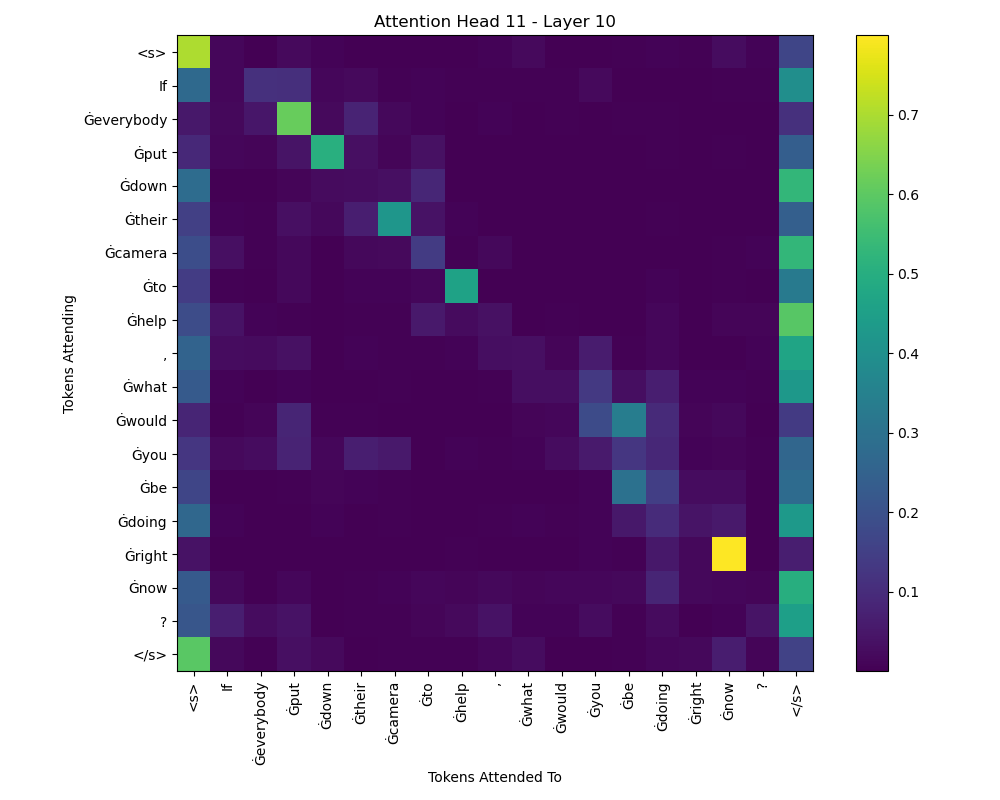 Attention Head 11 - Layer 10
<s>
If
Ġeverybody
Ġput
Ġdown
Ġtheir
Ġcamera
Ġto
Ġhelp
,
Ġwhat
Ġwould
Ġyou
Ġbe
Ġdoing
Ġright
Ġnow
?
</s>
Tokens Attending
<s>
If
Ġeverybody
Ġput
Ġdown
Ġtheir
Ġcamera
Ġto
Ġhelp
,
Ġwhat
Ġwould
Ġyou
Ġbe
Ġdoing
Ġright
Ġnow
?
</s>
Tokens Attended To
0.7
0.6
0.5
0.4
0.3
0.2
0.1